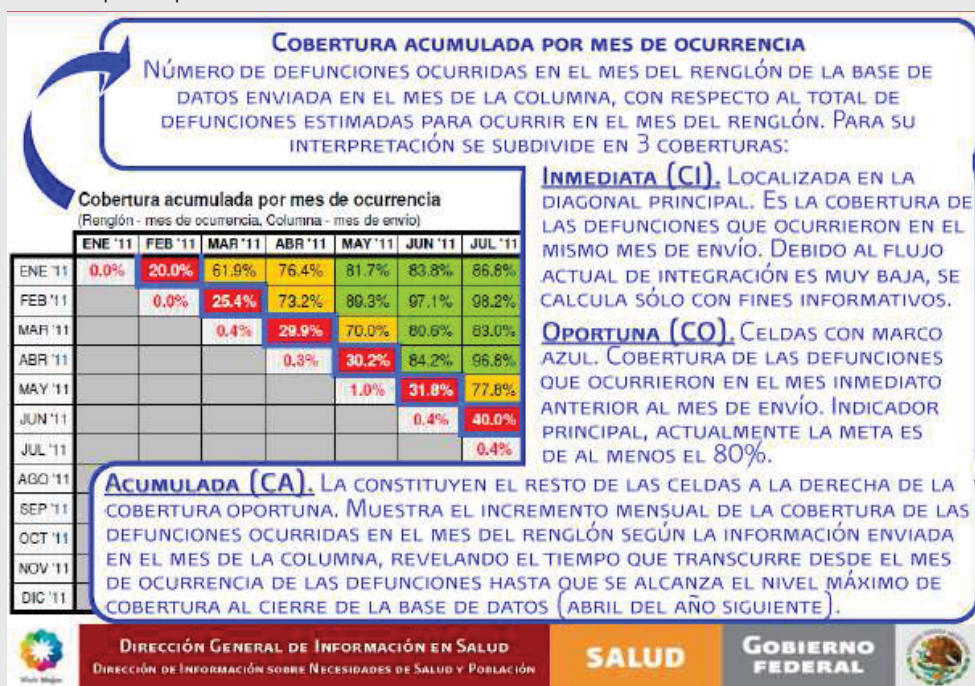 COBERTURA ACUMULADA POR MES DE OCURRENCIA
NÚMERO DE DEFUNCIONES OCURRIDAS EN EL MES DEL RENGLÓN DE LA BASE DE
DATOS ENVIADA EN EL MES DE LA COLUMNA, CON RESPECTO AL TOTAL DE
DEFUNCIONES ESTIMADAS PARA OCURRIR EN EL MES DEL RENGLÓN. PARA SU
INTERPRETACIÓN SE SUBDIVIDE EN 3 COBERTURAS:
Cobertura acumulada por mes de ocurrencia
(Renglón - mes de ocurrencia, Columna - mes de envío)
ENE '11 FEB '11 MAR '11 ABR '11 MAY '11 JUN '11 JUL '11
ENE '11 0.0% 20.0% 61.9% 76.4% 81.7% 83.8% 86.8%
FEB '11 0.0% 25.4% 73.2% 89.3% 97.1% 98.2%
MAR '11 0.4% 29.9% 70.0% 80.6% 83.0%
ABR '11 0.3% 30.2% 84.2% 96.8%
MAY '11 1.0% 31.8% 77.8%
JUN '11 0.4% 40.0%
JUL '11 0.4%
AGO '11
SEP '11
OCT '11
NOV '11
DIC '11
INMEDIATA (CI). LOCALIZADA EN LA
DIAGONAL PRINCIPAL. ES LA COBERTURA DE
LAS DEFUNCIONES QUE OCURRIERON EN EL
MISMO MES DE ENVÍO. DEBIDO AL FLUJO
ACTUAL DE INTEGRACIÓN ES MUY BAJA, SE
CALCULA SÓLO CON FINES INFORMATIVOS.
OPORTUNA (CO). CELDAS CON MARCO
AZUL. COBERTURA DE LAS DEFUNCIONES
QUE OCURRIERON EN EL MES INMEDIATO
ANTERIOR AL MES DE ENVÍO. INDICADOR
PRINCIPAL, ACTUALMENTE LA META ES
DE AL MENOS EL 80%.
ACUMULADA (CA). LA CONSTITUYEN EL RESTO DE LAS CELDAS A LA DERECHA DE LA
COBERTURA OPORTUNA. MUESTRA EL INCREMENTO MENSUAL DE LA COBERTURA DE LAS
DEFUNCIONES OCURRIDAS EN EL MES DEL RENGLÓN SEGÚN LA INFORMACIÓN ENVIADA
EN EL MES DE LA COLUMNA, REVELANDO EL TIEMPO QUE TRANSCURRE DESDE EL MES
DE OCURRENCIA DE LAS DEFUNCIONES HASTA QUE SE ALCANZA EL NIVEL MÁXIMO DE
COBERTURA AL CIERRE DE LA BASE DE DATOS (ABRIL DEL AÑO SIGUIENTE).
DIRECCIÓN GENERAL DE INFORMACIÓN EN SALUD
DIRECCIÓN DE INFORMACIÓN SOBRE NECESIDADES DE SALUD Y POBLACIÓN
SALUD
GOBIERNO
FEDERAL
Vivir Mejor